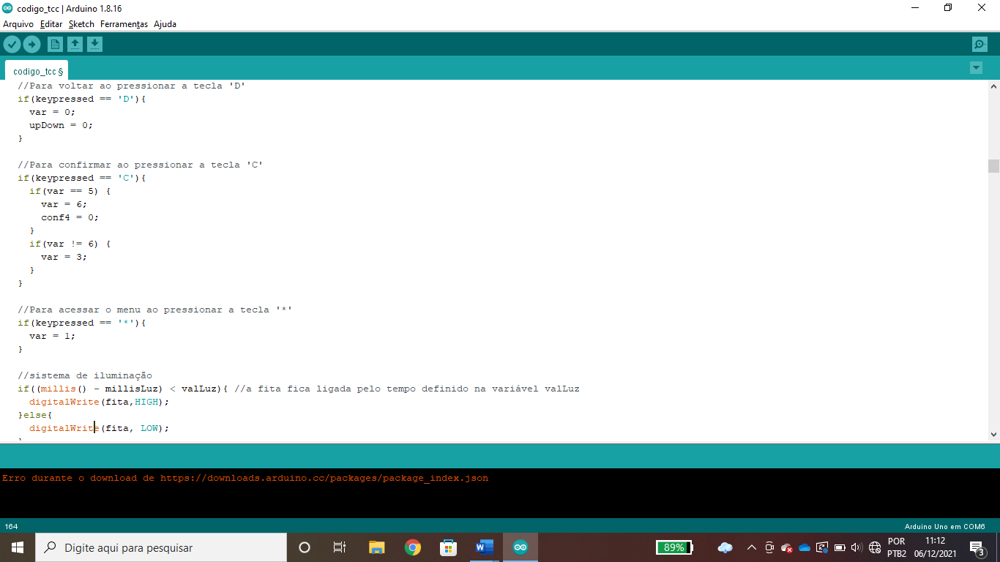 codigo_tcc | Arduino 1.8.16
Arquivo Editar Sketch Ferramentas Ajuda
codigo_tcc §
//Para voltar ao pressionar a tecla 'D'
if(keypressed == 'D'){
var = 0;
upDown = 0;
}
//Para confirmar ao pressionar a tecla 'C'
if(keypressed == 'C'){
if(var == 5) {
var = 6;
conf4 = 0;
}
if(var != 6) {
var = 3;
}
}
//Para acessar o menu ao pressionar a tecla '*'
if(keypressed == '*'){
var = 1;
}
//sistema de iluminação
if((millis() - millisLuz) < valLuz){ //a fita fica ligada pelo tempo definido na variável valLuz
digitalWrite(fita,HIGH);
}else{
digitalWrite(fita, LOW);
Erro durante o download de https://downloads.arduino.cc/packages/package_index.json
164
Arduino Uno em COM6
Digite aqui para pesquisar
89%
POR
PTB2
11:12
06/12/2021
3